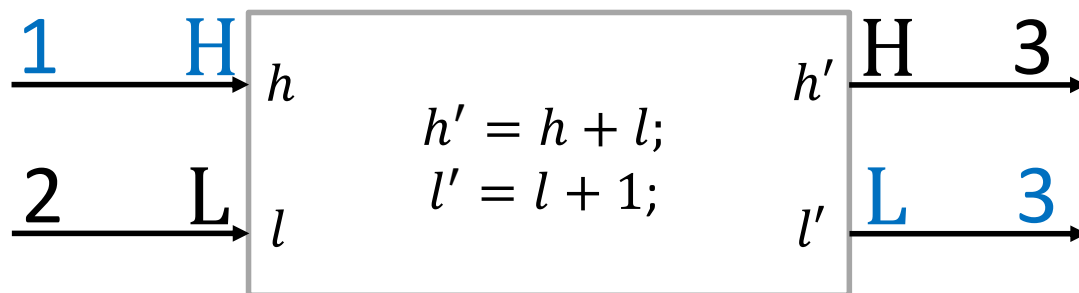 1 H
H 3
h
h′
h′ = h + l;
l′ = l + 1;
2 L
L 3
l
l′